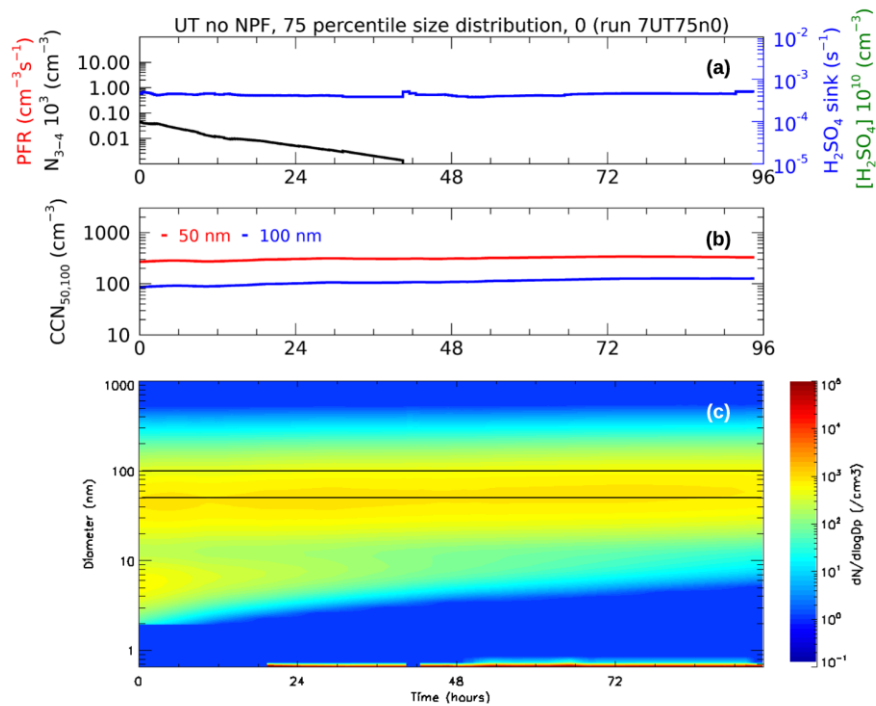 UT no NPF, 75 percentile size distribution, 0 (run 7UT75n0)
PFR (cm⁻³s⁻¹)
N₃₋₄ 10³ (cm⁻³)
10.00
1.00
0.10
0.01
(a)
10⁻²
10⁻³
10⁻⁴
10⁻⁵
H₂SO₄ sink (s⁻¹)
[H₂SO₄] 10¹⁰ (cm⁻³)
0 24 48 72 96
CCN₅₀,₁₀₀ (cm⁻³)
1000
100
10
50 nm 100 nm
(b)
0 24 48 72 96
Diameter (nm)
1000
100
10
1
(c)
0 24 48 72
Time (hours)
10⁵
10⁴
10³
10²
10¹
10⁰
10⁻¹
dN/dlogDp (/cm3)